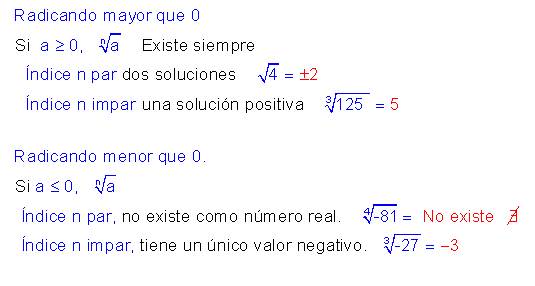 Radicando mayor que 0
Si a ≥ 0, ⁿ√a Existe siempre
Índice n par dos soluciones √4 = ±2
Índice n impar una solución positiva ³√125 = 5
Radicando menor que 0.
Si a ≤ 0, ⁿ√a
Índice n par, no existe como número real. ⁴√-81 = No existe ∄
Índice n impar, tiene un único valor negativo. ³√-27 = −3